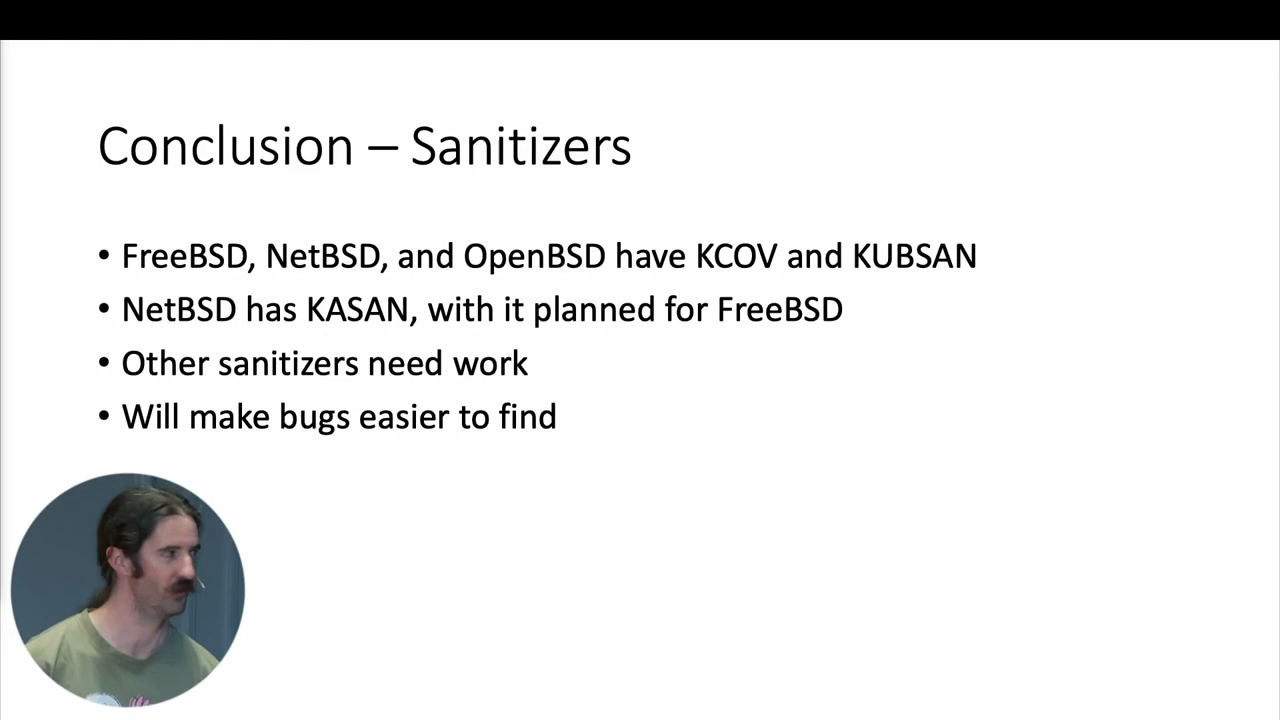 Conclusion – Sanitizers
• FreeBSD, NetBSD, and OpenBSD have KCOV and KUBSAN
• NetBSD has KASAN, with it planned for FreeBSD
• Other sanitizers need work
• Will make bugs easier to find